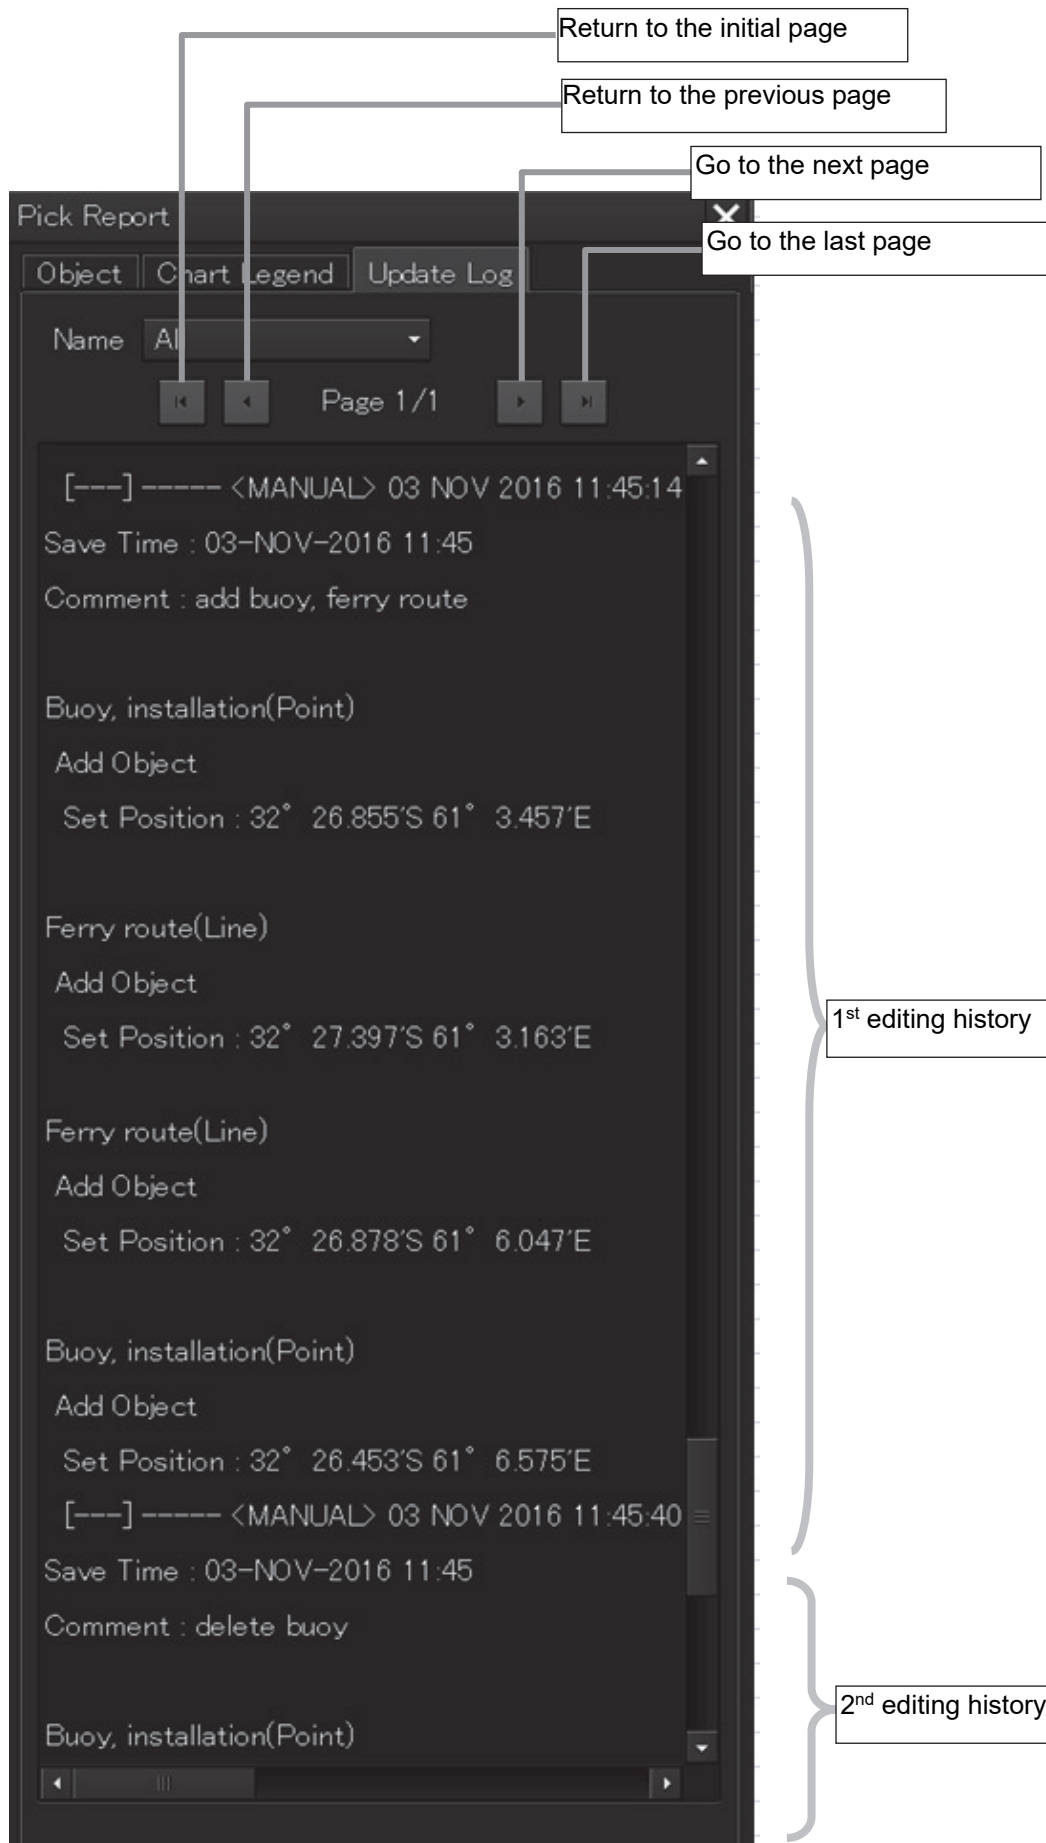 Return to the initial page
Return to the previous page
Go to the next page
Pick Report
Go to the last page
Object Chart Legend Update Log
Name All
Page 1/1
[---] ----- <MANUAL> 03 NOV 2016 11:45:14
Save Time : 03-NOV-2016 11:45
Comment : add buoy, ferry route
Buoy, installation(Point)
Add Object
Set Position : 32° 26.855'S 61° 3.457'E
Ferry route(Line)
Add Object
Set Position : 32° 27.397'S 61° 3.163'E
1st editing history
Ferry route(Line)
Add Object
Set Position : 32° 26.878'S 61° 6.047'E
Buoy, installation(Point)
Add Object
Set Position : 32° 26.453'S 61° 6.575'E
[---] ----- <MANUAL> 03 NOV 2016 11:45:40
Save Time : 03-NOV-2016 11:45
Comment : delete buoy
2nd editing history
Buoy, installation(Point)